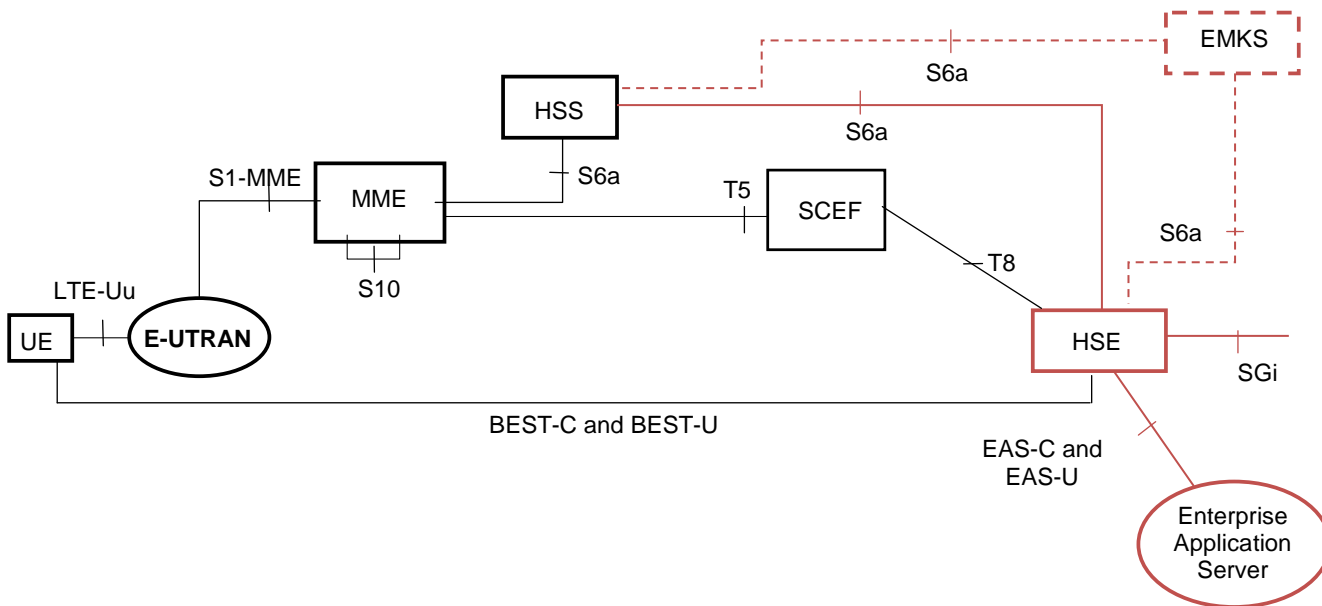 EMKS
S6a
HSS
S6a
S1-MME
MME
S6a
T5
SCEF
S6a
T8
S10
LTE-Uu
UE
E-UTRAN
HSE
SGi
BEST-C and BEST-U
EAS-C and
EAS-U
Enterprise
Application
Server